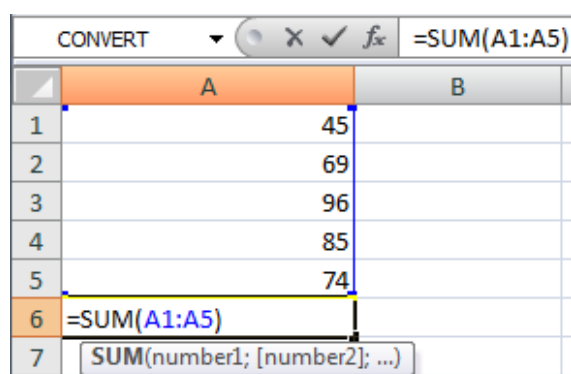 CONVERT fx =SUM(A1:A5)
A B
1 45
2 69
3 96
4 85
5 74
6 =SUM(A1:A5)
7 SUM(number1; [number2]; ...)